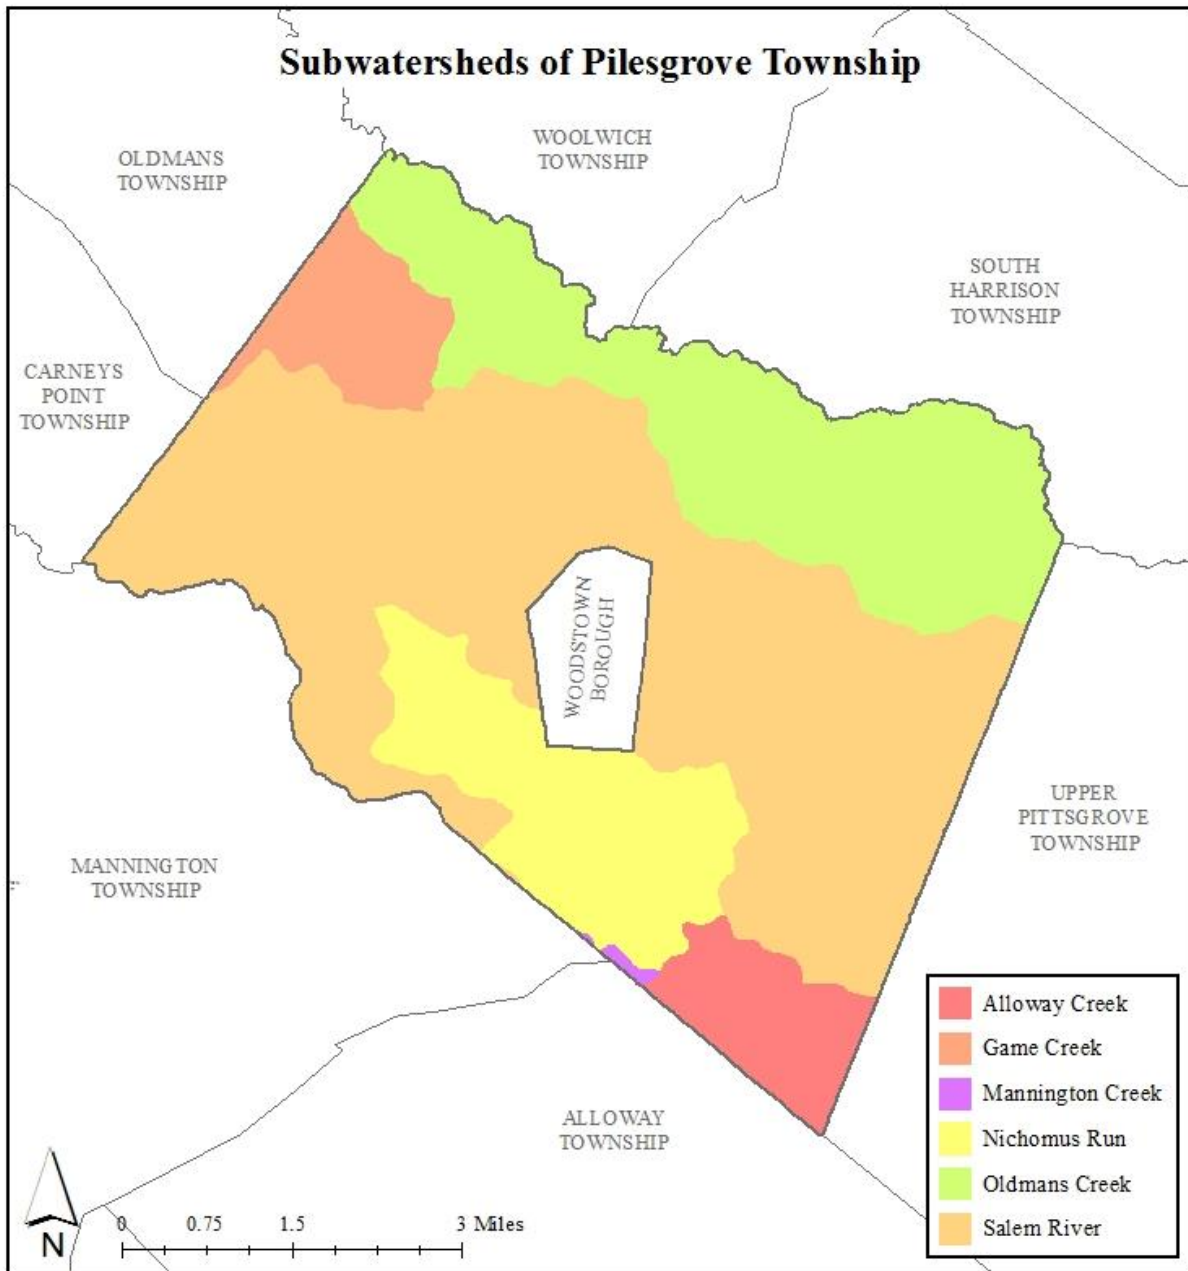 Subwatersheds of Pilesgrove Township
OLDMANS
TOWNSHIP
WOOLWICH
TOWNSHIP
SOUTH
HARRISON
TOWNSHIP
CARNEYS
POINT
TOWNSHIP
WOODSTOWN
BOROUGH
UPPER
PITTSGROVE
TOWNSHIP
MANNINGTON
TOWNSHIP
ALLOWAY
TOWNSHIP
Alloway Creek
Game Creek
Mannington Creek
Nichomus Run
Oldmans Creek
Salem River
N
0 0.75 1.5 3 Miles